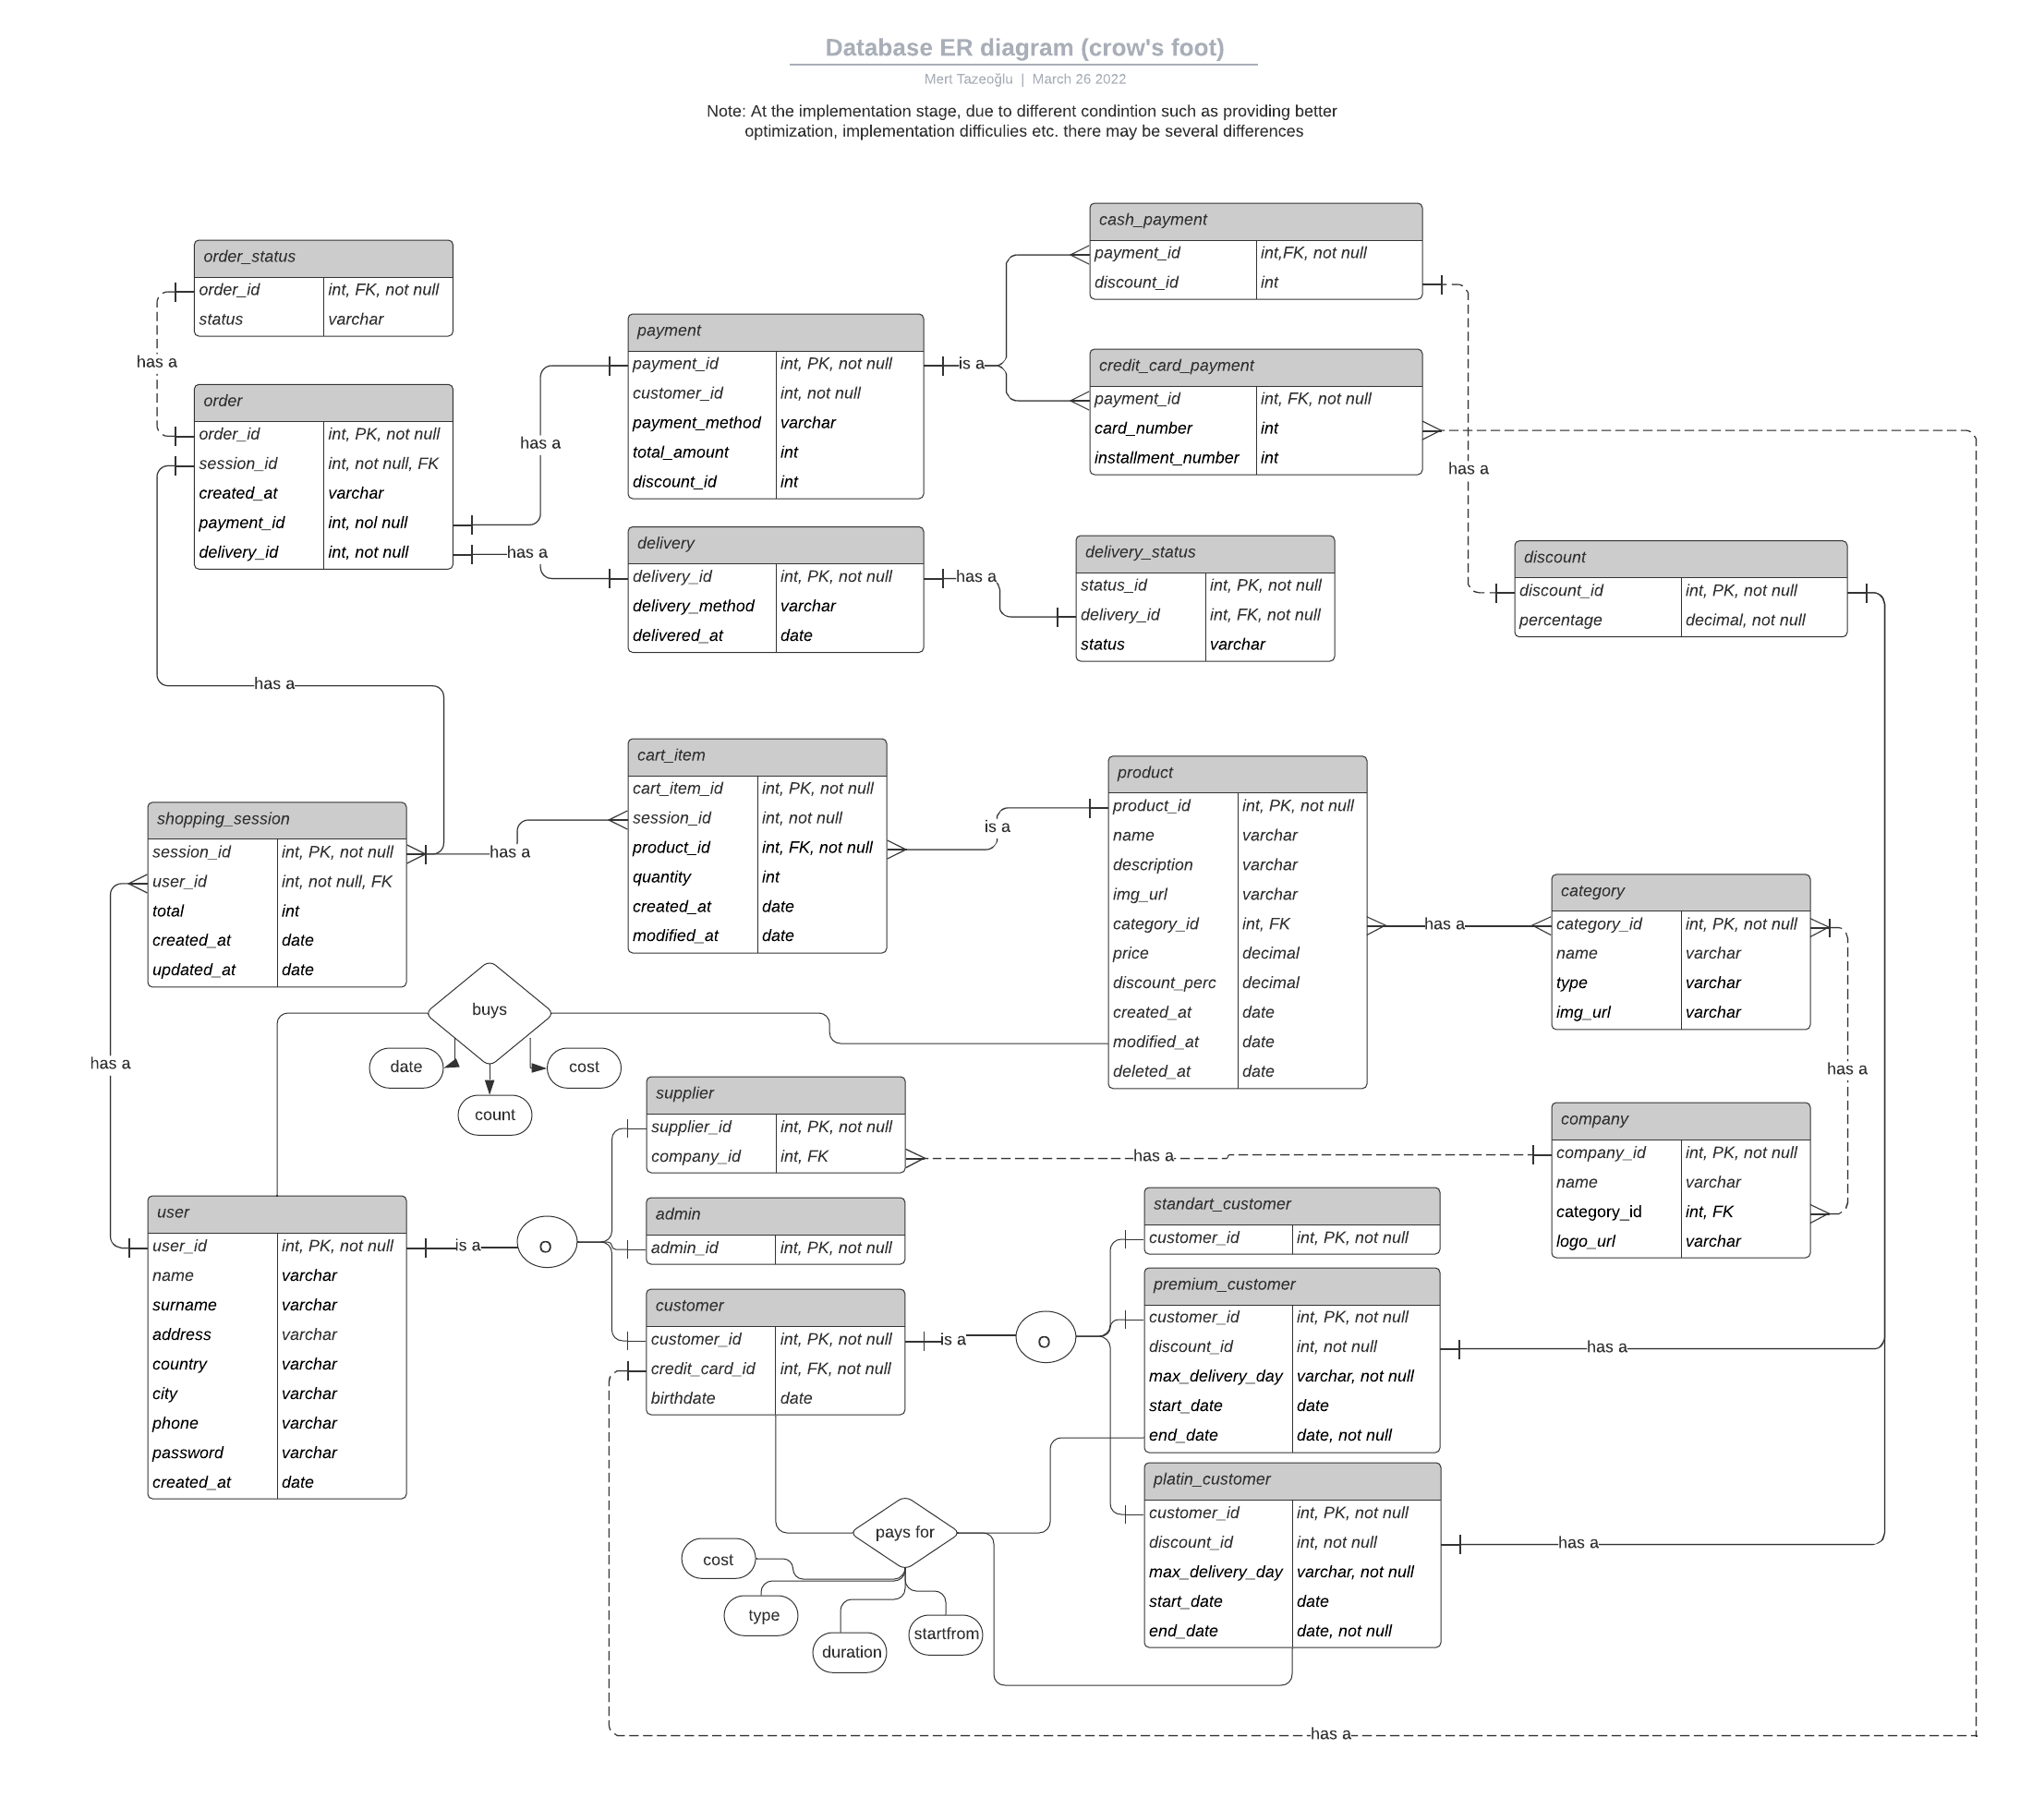 Database ER diagram (crow's foot)
Mert Tazeoğlu | March 26 2022
Note: At the implementation stage, due to different condintion such as providing better
optimization, implementation difficulies etc. there may be several differences
order_status
order_id int, FK, not null
status varchar
has a
order
order_id int, PK, not null
session_id int, not null, FK
created_at varchar
payment_id int, nol null
delivery_id int, not null
has a
has a
has a
payment
payment_id int, PK, not null
customer_id int, not null
payment_method varchar
total_amount int
discount_id int
is a
cash_payment
payment_id int,FK, not null
discount_id int
credit_card_payment
payment_id int, FK, not null
card_number int
installment_number int
has a
delivery
delivery_id int, PK, not null
delivery_method varchar
delivered_at date
has a
delivery_status
status_id int, PK, not null
delivery_id int, FK, not null
status varchar
discount
discount_id int, PK, not null
percentage decimal, not null
shopping_session
session_id int, PK, not null
user_id int, not null, FK
total int
created_at date
updated_at date
has a
has a
cart_item
cart_item_id int, PK, not null
session_id int, not null
product_id int, FK, not null
quantity int
created_at date
modified_at date
is a
product
product_id int, PK, not null
name varchar
description varchar
img_url varchar
category_id int, FK
price decimal
discount_perc decimal
created_at date
modified_at date
deleted_at date
has a
category
category_id int, PK, not null
name varchar
type varchar
img_url varchar
has a
buys
date
count
cost
supplier
supplier_id int, PK, not null
company_id int, FK
has a
company
company_id int, PK, not null
name varchar
category_id int, FK
logo_url varchar
user
user_id int, PK, not null
name varchar
surname varchar
address varchar
country varchar
city varchar
phone varchar
password varchar
created_at date
is a
O
admin
admin_id int, PK, not null
customer
customer_id int, PK, not null
credit_card_id int, FK, not null
birthdate date
is a
O
standart_customer
customer_id int, PK, not null
premium_customer
customer_id int, PK, not null
discount_id int, not null
max_delivery_day varchar, not null
start_date date
end_date date, not null
has a
platin_customer
customer_id int, PK, not null
discount_id int, not null
max_delivery_day varchar, not null
start_date date
end_date date, not null
has a
pays for
cost
type
duration
startfrom
has a